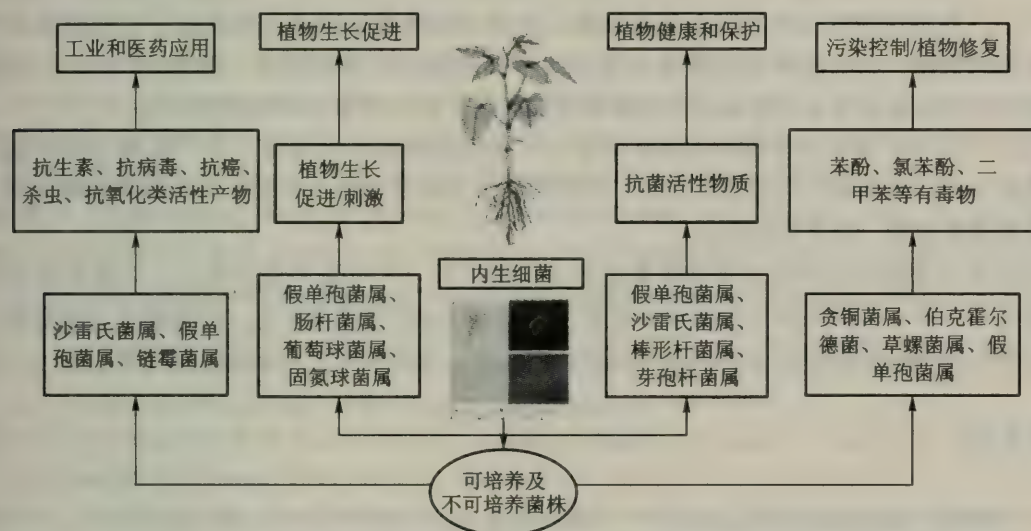 工业和医药应用
植物生长促进
植物健康和保护
污染控制/植物修复
抗生素、抗病毒、抗癌、
杀虫、抗氧化类活性产物
植物生长
促进/刺激
抗菌活性物质
苯酚、氯苯酚、二
甲苯等有毒物
内生细菌
沙雷氏菌属、假单
孢菌属、链霉菌属
假单孢菌属、
肠杆菌属、
葡萄球菌属、
固氮球菌属
假单孢菌属、
沙雷氏菌属、
棒形杆菌属、
芽孢杆菌属
贪铜菌属、伯克霍尔
德菌、草螺菌属、假
单孢菌属
可培养及
不可培养菌株